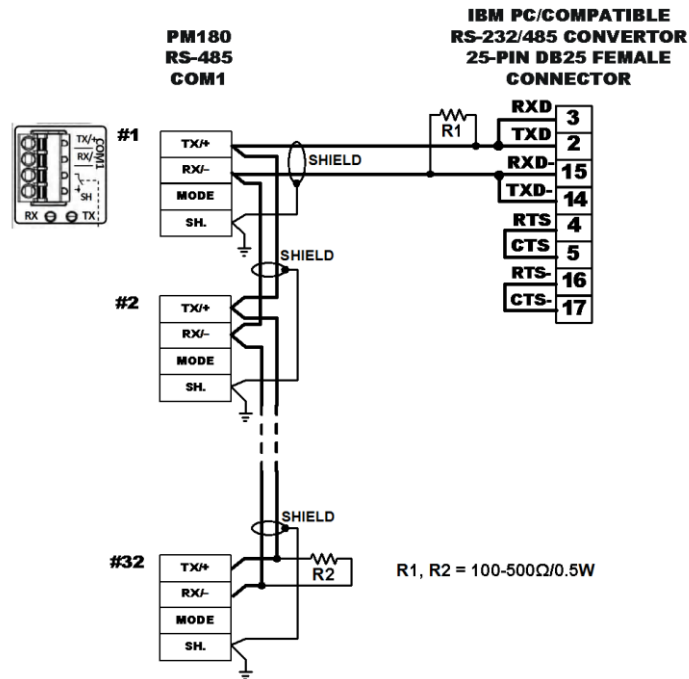 IBM PC/COMPATIBLE
RS-232/485 CONVERTOR
25-PIN DB25 FEMALE
CONNECTOR
PM180
RS-485
COM1
#1
TX/+
RX/-
COM1
SH
RX
TX
TX/+
RX/–
MODE
SH.
SHIELD
R1
RXD
3
TXD
2
RXD-
15
TXD-
14
RTS
4
CTS
5
RTS-
16
CTS-
17
SHIELD
#2
TX/+
RX/–
MODE
SH.
SHIELD
#32
TX/+
RX/–
MODE
SH.
R2
R1, R2 = 100-500Ω/0.5W